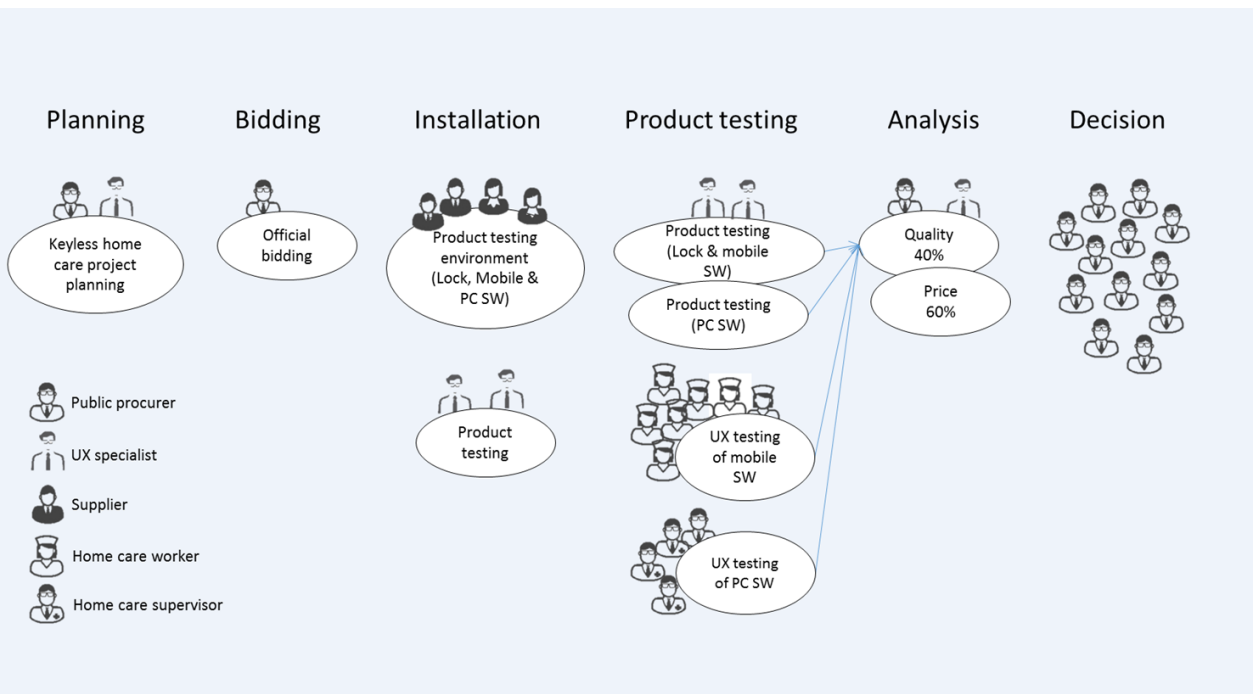 Planning
Bidding
Installation
Product testing
Analysis
Decision
Keyless home
care project
planning
Official
bidding
Product testing
environment
(Lock, Mobile &
PC SW)
Product testing
(Lock & mobile
SW)
Product testing
(PC SW)
Quality
40%
Price
60%
Product
testing
UX testing
of mobile
SW
UX testing
of PC SW
Public procurer
UX specialist
Supplier
Home care worker
Home care supervisor